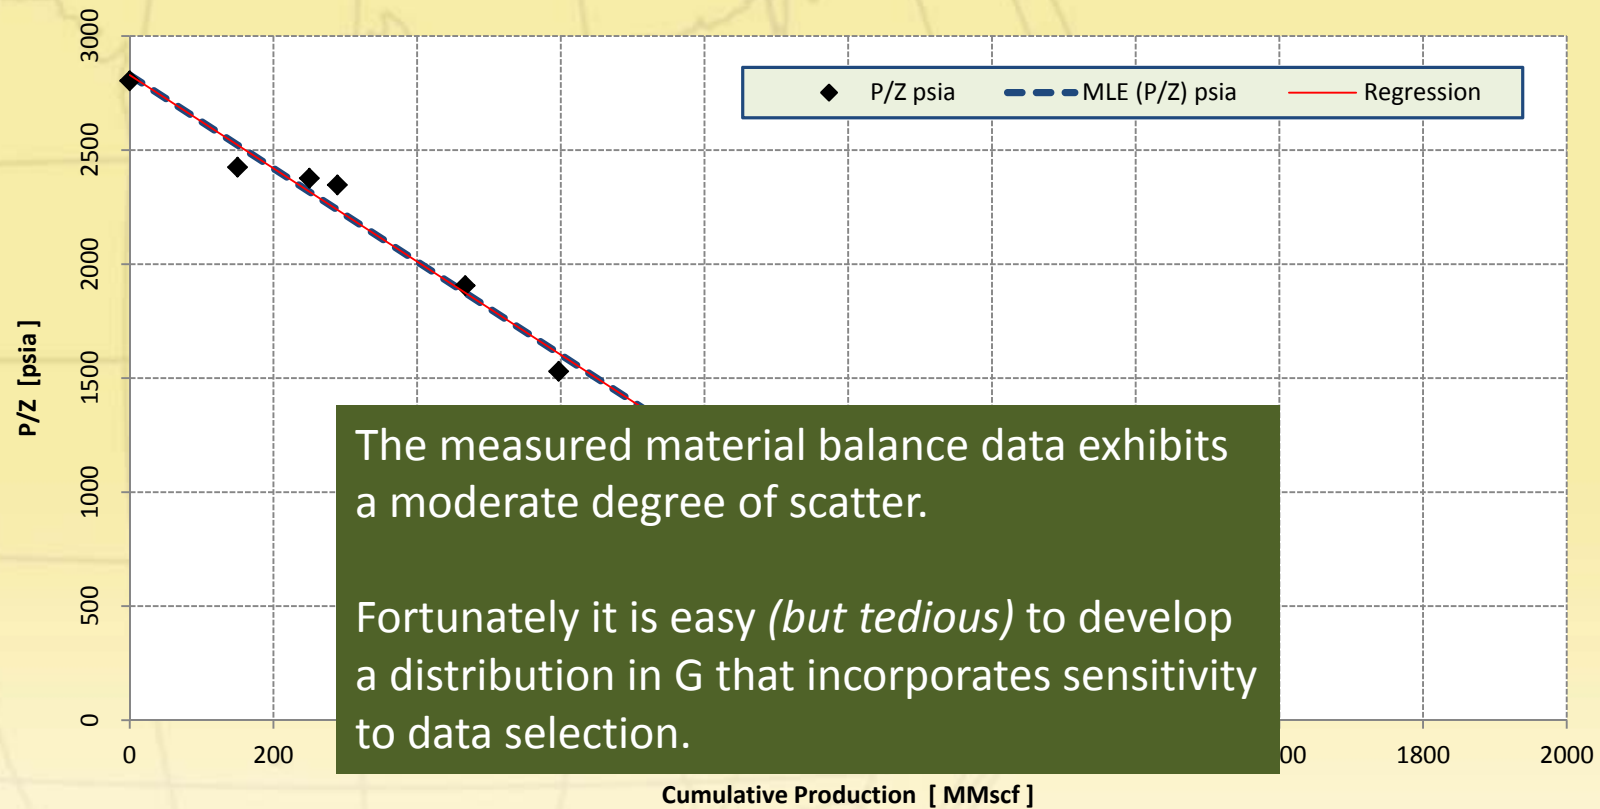 3000
2500
2000
1500
1000
500
0
P/Z [psia ]
P/Z psia MLE (P/Z) psia Regression
The measured material balance data exhibits
a moderate degree of scatter.
Fortunately it is easy (but tedious) to develop
a distribution in G that incorporates sensitivity
to data selection.
0 200 00 1800 2000
Cumulative Production [ MMscf ]